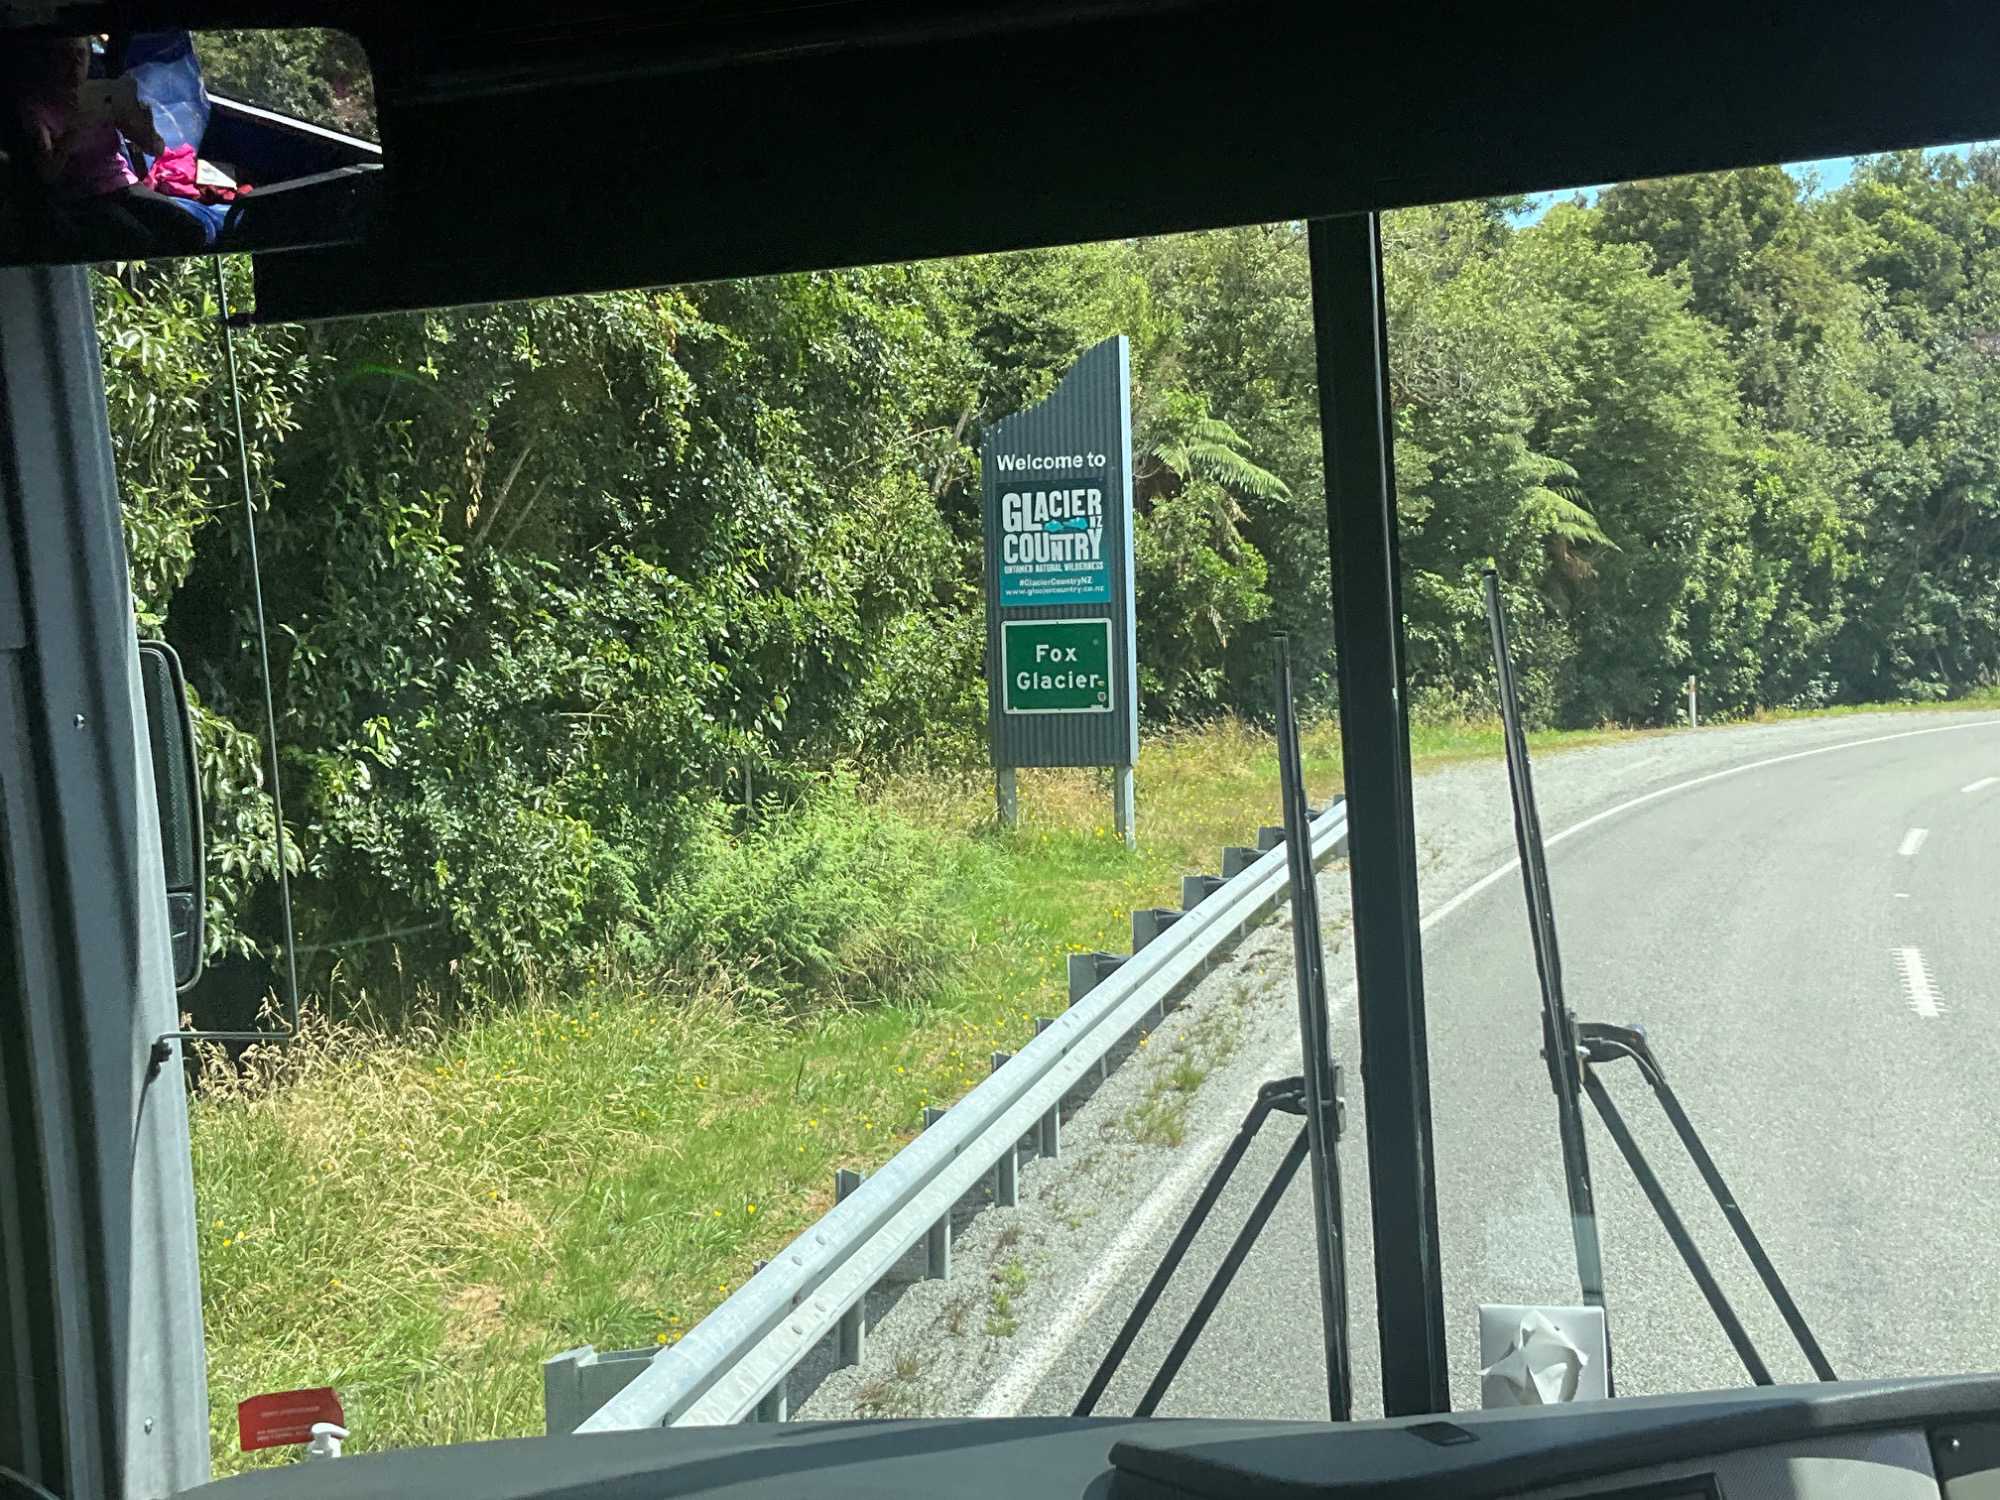 Welcome to
GLACIER
NZ
COUNTRY
UNTAMED NATURAL WILDERNESS
#GlacierCountryNZ
www.glaciercountry.co.nz
Fox
Glacier